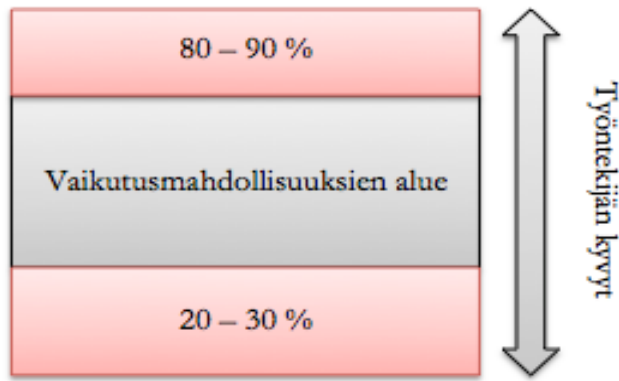 80 – 90 %
Vaikutusmahdollisuuksien alue
20 – 30 %
Työntekijän kyvyt